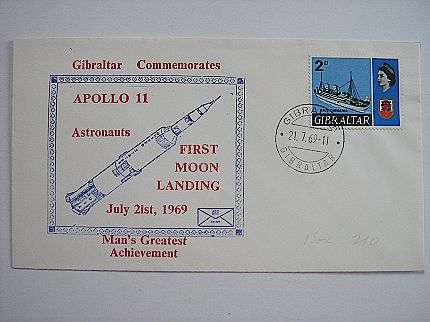 Gibraltar Commemorates
APOLLO 11
Astronauts
FIRST
MOON
LANDING
July 21st, 1969
Man's Greatest
Achievement
2D
GIBRALTAR
GIBRALTAR
21.7.69-11
GIBRALTAR
210